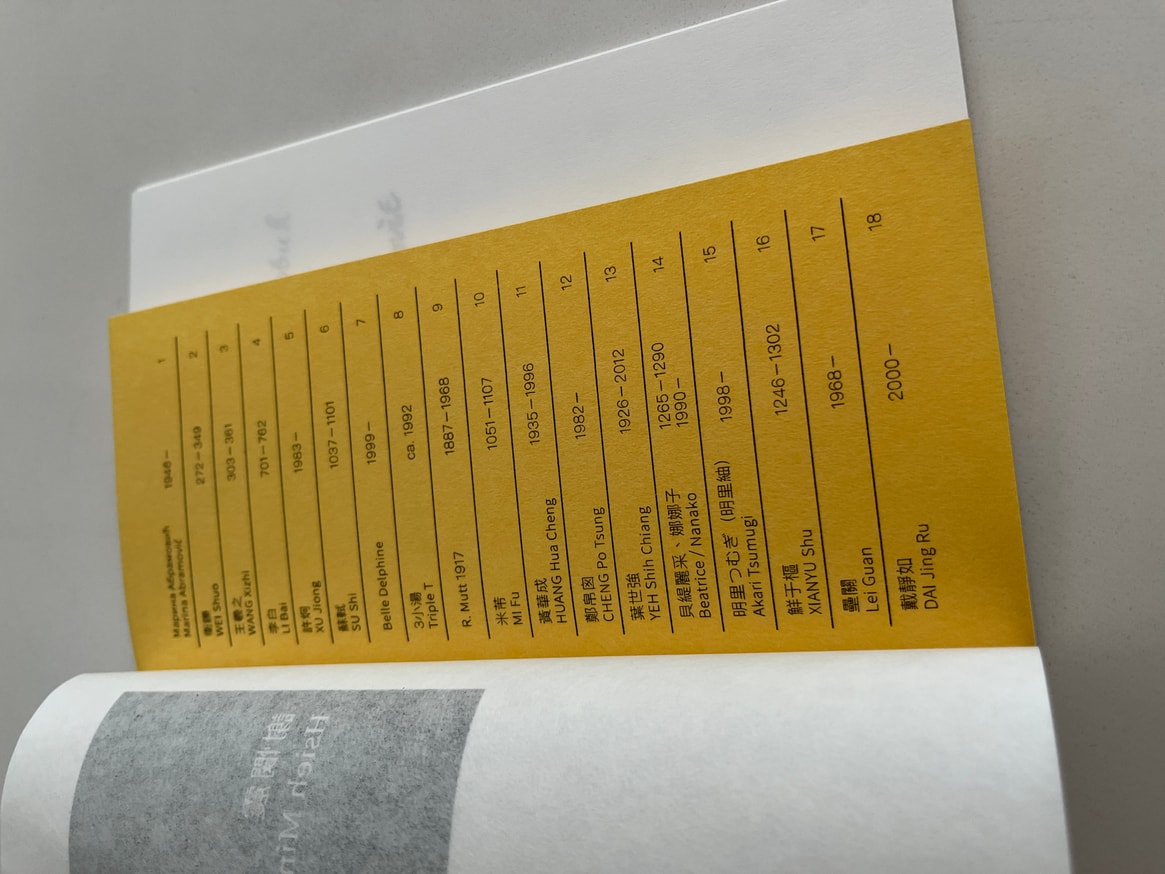 Марина Абрамовић 1946– 1
Marina Abramović
衛鑠 272–349 2
WEI Shuo
王羲之 303–361 3
WANG Xizhi
李白 701–762 4
LI Bai
1983– 5
XU Jiong
蘇軾 1037–1101 6
SU Shi
Belle Delphine 1999– 7
3小湯 ca. 1992 8
Triple T
R. Mutt 1917 1887–1968 9
米芾 1051–1107 10
MI Fu
黃華成 1935–1996 11
HUANG Hua Cheng
鄭帛囪 1982– 12
CHENG Po Tsung
葉世強 1926–2012 13
YEH Shih Chiang
貝緹麗采、娜娜子 1265–1290 14
Beatrice / Nanako 1990–
明里つむぎ（明里紬） 1998– 15
Akari Tsumugi
鮮于樞 1246–1302 16
XIANYU Shu
壘關 1968– 17
Lei Guan
戴靜如 2000– 18
DAI Jing Ru